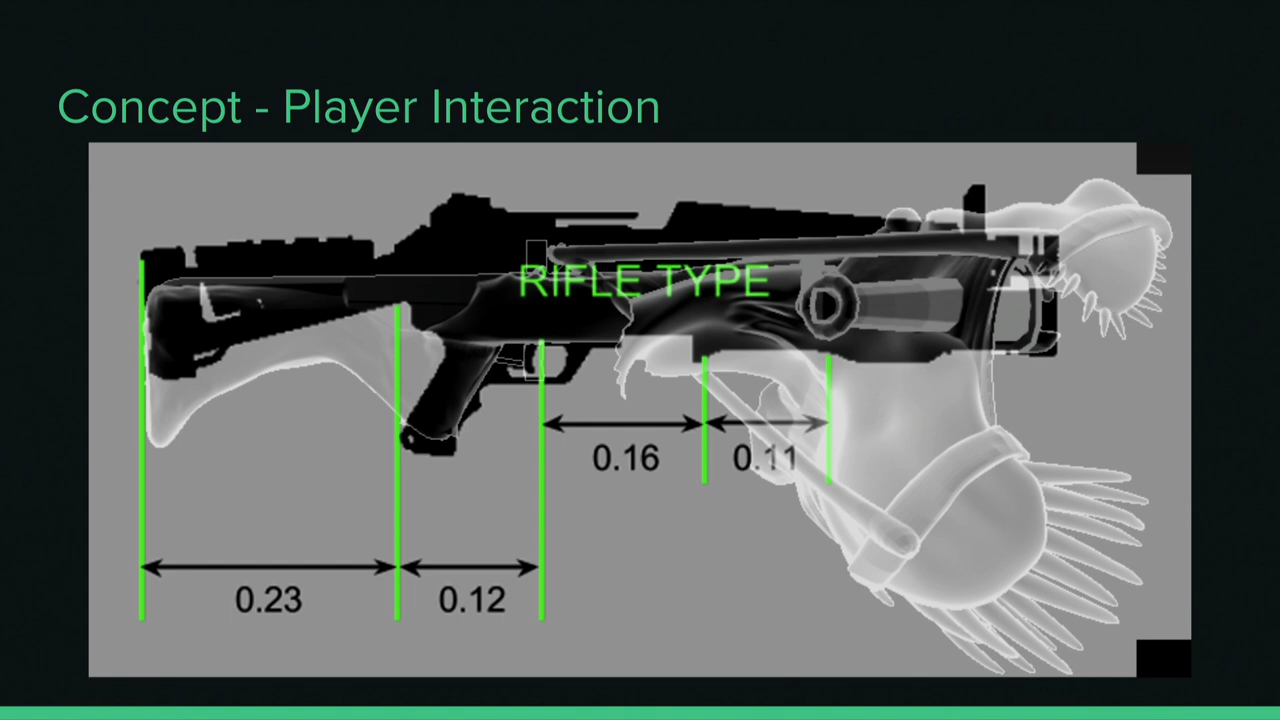 Concept - Player Interaction
RIFLE TYPE
0.16
0.11
0.23
0.12